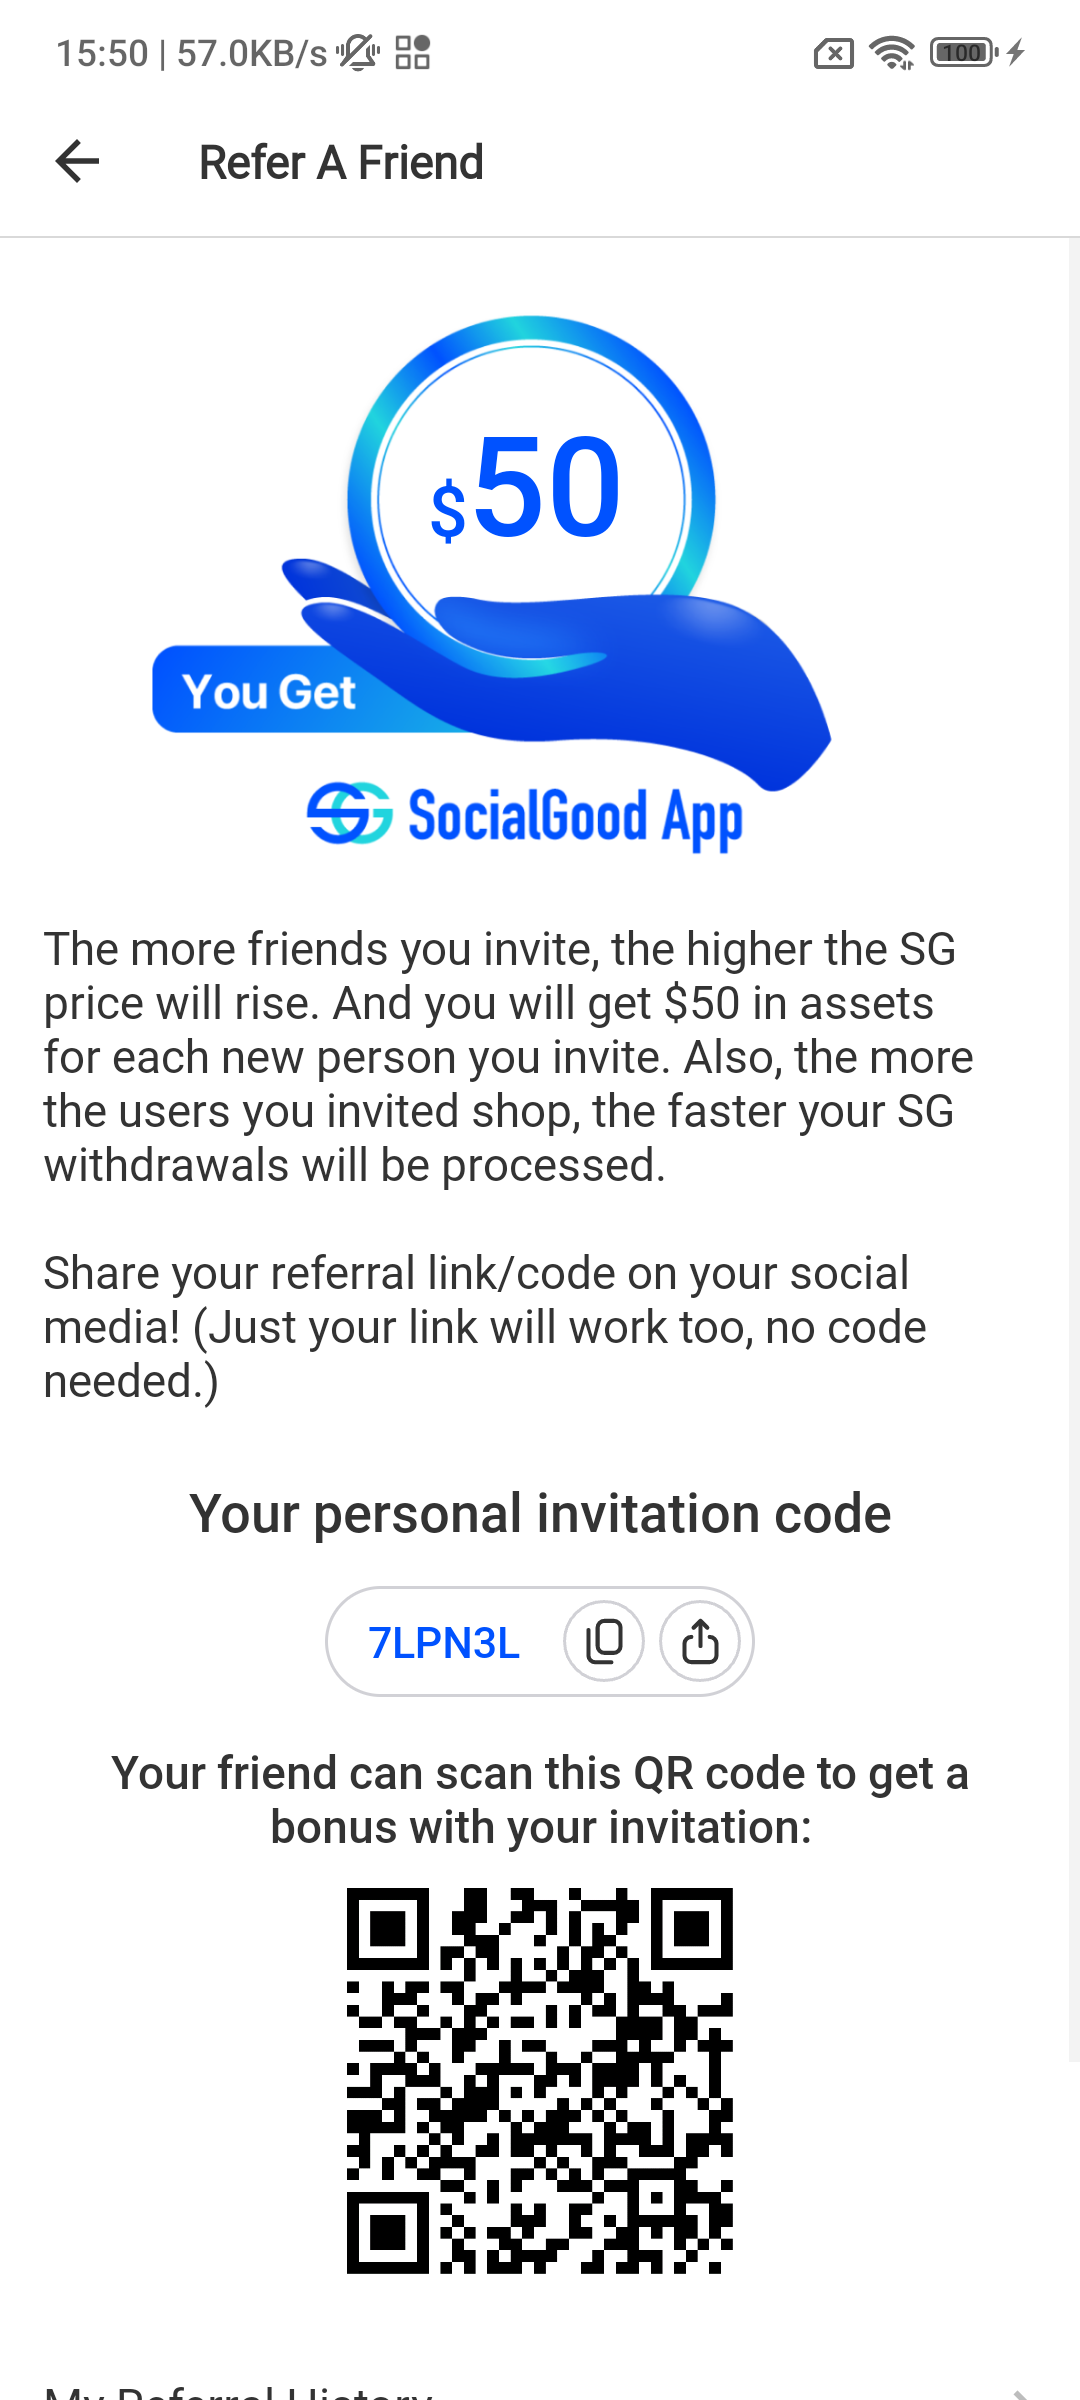 15:50 | 57.0KB/s
100
Refer A Friend
$50
You Get
SG SocialGood App
The more friends you invite, the higher the SG
price will rise. And you will get $50 in assets
for each new person you invite. Also, the more
the users you invited shop, the faster your SG
withdrawals will be processed.
Share your referral link/code on your social
media! (Just your link will work too, no code
needed.)
Your personal invitation code
7LPN3L
Your friend can scan this QR code to get a
bonus with your invitation:
My Referral History